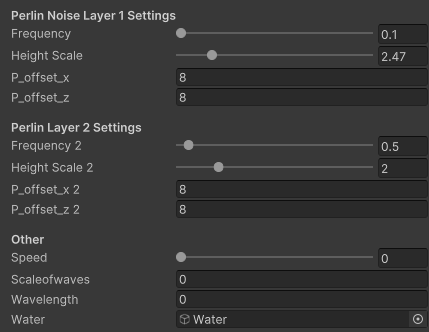 Perlin Noise Layer 1 Settings
Frequency 0.1
Height Scale 2.47
P_offset_x 8
P_offset_z 8
Perlin Layer 2 Settings
Frequency 2 0.5
Height Scale 2 2
P_offset_x 2 8
P_offset_z 2 8
Other
Speed 0
Scaleofwaves 0
Wavelength 0
Water Water